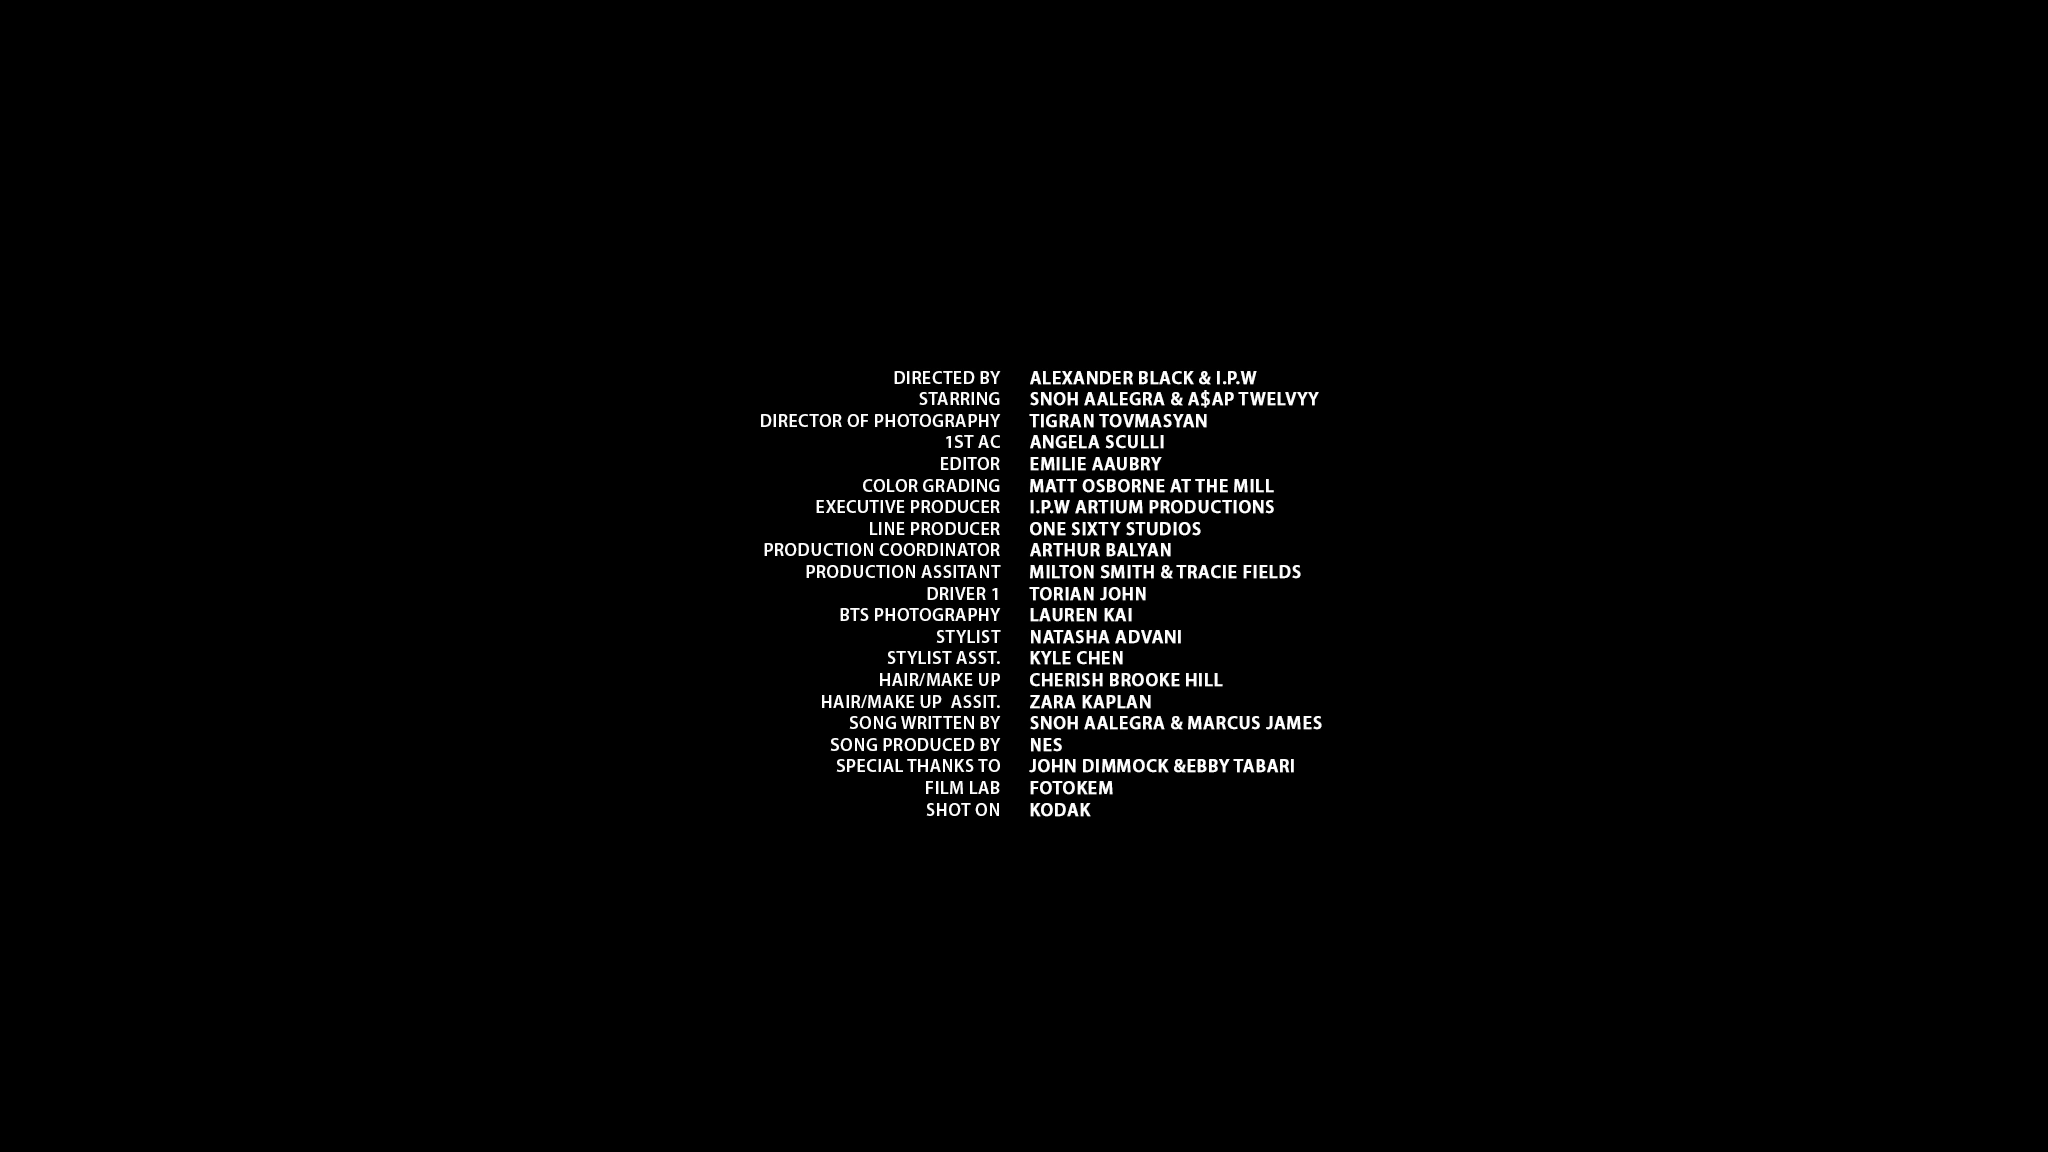 DIRECTED BY ALEXANDER BLACK & I.P.W
STARRING SNOH AALEGRA & A$AP TWELVYY
DIRECTOR OF PHOTOGRAPHY TIGRAN TOVMASYAN
1ST AC ANGELA SCULLI
EDITOR EMILIE AAUBRY
COLOR GRADING MATT OSBORNE AT THE MILL
EXECUTIVE PRODUCER I.P.W ARTIUM PRODUCTIONS
LINE PRODUCER ONE SIXTY STUDIOS
PRODUCTION COORDINATOR ARTHUR BALYAN
PRODUCTION ASSITANT MILTON SMITH & TRACIE FIELDS
DRIVER 1 TORIAN JOHN
BTS PHOTOGRAPHY LAUREN KAI
STYLIST NATASHA ADVANI
STYLIST ASST. KYLE CHEN
HAIR/MAKE UP CHERISH BROOKE HILL
HAIR/MAKE UP  ASSIT. ZARA KAPLAN
SONG WRITTEN BY SNOH AALEGRA & MARCUS JAMES
SONG PRODUCED BY NES
SPECIAL THANKS TO JOHN DIMMOCK &EBBY TABARI
FILM LAB FOTOKEM
SHOT ON KODAK